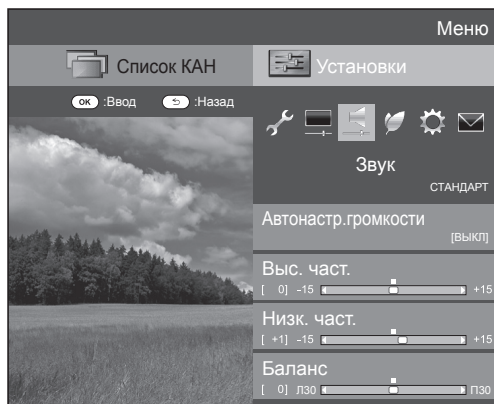 Меню
Список КАН
Установки
OK :Ввод :Назад
Звук
СТАНДАРТ
Автонастр.громкости
[ВЫКЛ]
Выс. част.
[ 0] -15 +15
Низк. част.
[ +1] -15 +15
Баланс
[ 0] Л30 П30